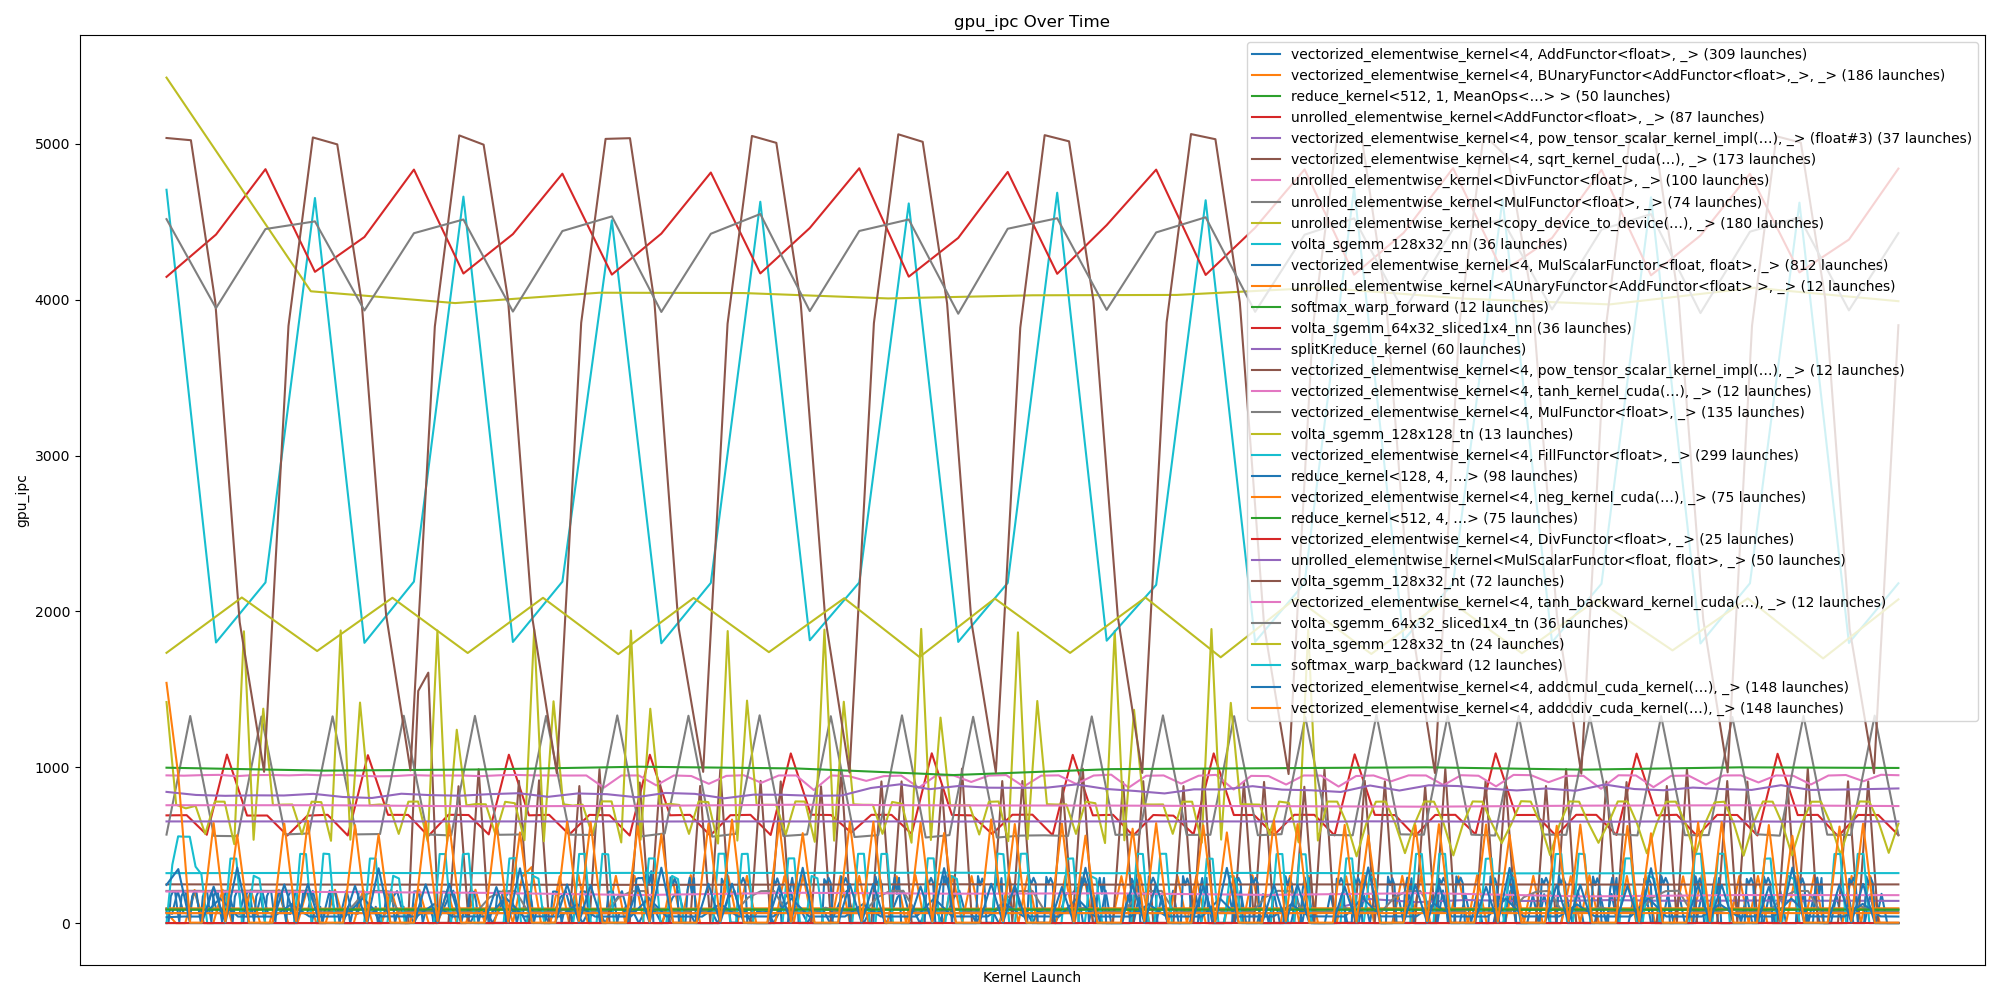 gpu_ipc Over Time
vectorized_elementwise_kernel<4, AddFunctor<float>, _> (309 launches)
vectorized_elementwise_kernel<4, BUnaryFunctor<AddFunctor<float>,_>, _> (186 launches)
reduce_kernel<512, 1, MeanOps<...> > (50 launches)
unrolled_elementwise_kernel<AddFunctor<float>, _> (87 launches)
vectorized_elementwise_kernel<4, pow_tensor_scalar_kernel_impl(...), _> (float#3) (37 launches)
vectorized_elementwise_kernel<4, sqrt_kernel_cuda(...), _> (173 launches)
unrolled_elementwise_kernel<DivFunctor<float>, _> (100 launches)
unrolled_elementwise_kernel<MulFunctor<float>, _> (74 launches)
unrolled_elementwise_kernel<copy_device_to_device(...), _> (180 launches)
volta_sgemm_128x32_nn (36 launches)
vectorized_elementwise_kernel<4, MulScalarFunctor<float, float>, _> (812 launches)
unrolled_elementwise_kernel<AUnaryFunctor<AddFunctor<float> >, _> (12 launches)
softmax_warp_forward (12 launches)
volta_sgemm_64x32_sliced1x4_nn (36 launches)
splitKreduce_kernel (60 launches)
vectorized_elementwise_kernel<4, pow_tensor_scalar_kernel_impl(...), _> (12 launches)
vectorized_elementwise_kernel<4, tanh_kernel_cuda(...), _> (12 launches)
vectorized_elementwise_kernel<4, MulFunctor<float>, _> (135 launches)
volta_sgemm_128x128_tn (13 launches)
vectorized_elementwise_kernel<4, FillFunctor<float>, _> (299 launches)
reduce_kernel<128, 4, ...> (98 launches)
vectorized_elementwise_kernel<4, neg_kernel_cuda(...), _> (75 launches)
reduce_kernel<512, 4, ...> (75 launches)
vectorized_elementwise_kernel<4, DivFunctor<float>, _> (25 launches)
unrolled_elementwise_kernel<MulScalarFunctor<float, float>, _> (50 launches)
volta_sgemm_128x32_nt (72 launches)
vectorized_elementwise_kernel<4, tanh_backward_kernel_cuda(...), _> (12 launches)
volta_sgemm_64x32_sliced1x4_tn (36 launches)
volta_sgemm_128x32_tn (24 launches)
softmax_warp_backward (12 launches)
vectorized_elementwise_kernel<4, addcmul_cuda_kernel(...), _> (148 launches)
vectorized_elementwise_kernel<4, addcdiv_cuda_kernel(...), _> (148 launches)
5000
4000
3000
2000
1000
0
gpu_ipc
Kernel Launch